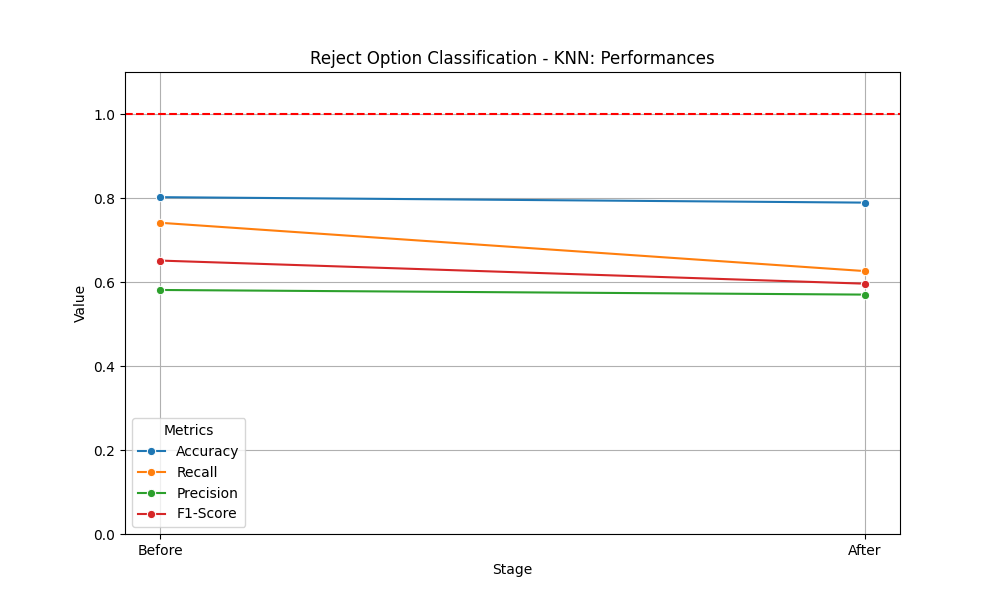 Reject Option Classification - KNN: Performances
1.0
0.8
0.6
0.4
0.2
0.0
Value
Metrics
Accuracy
Recall
Precision
F1-Score
Before
After
Stage